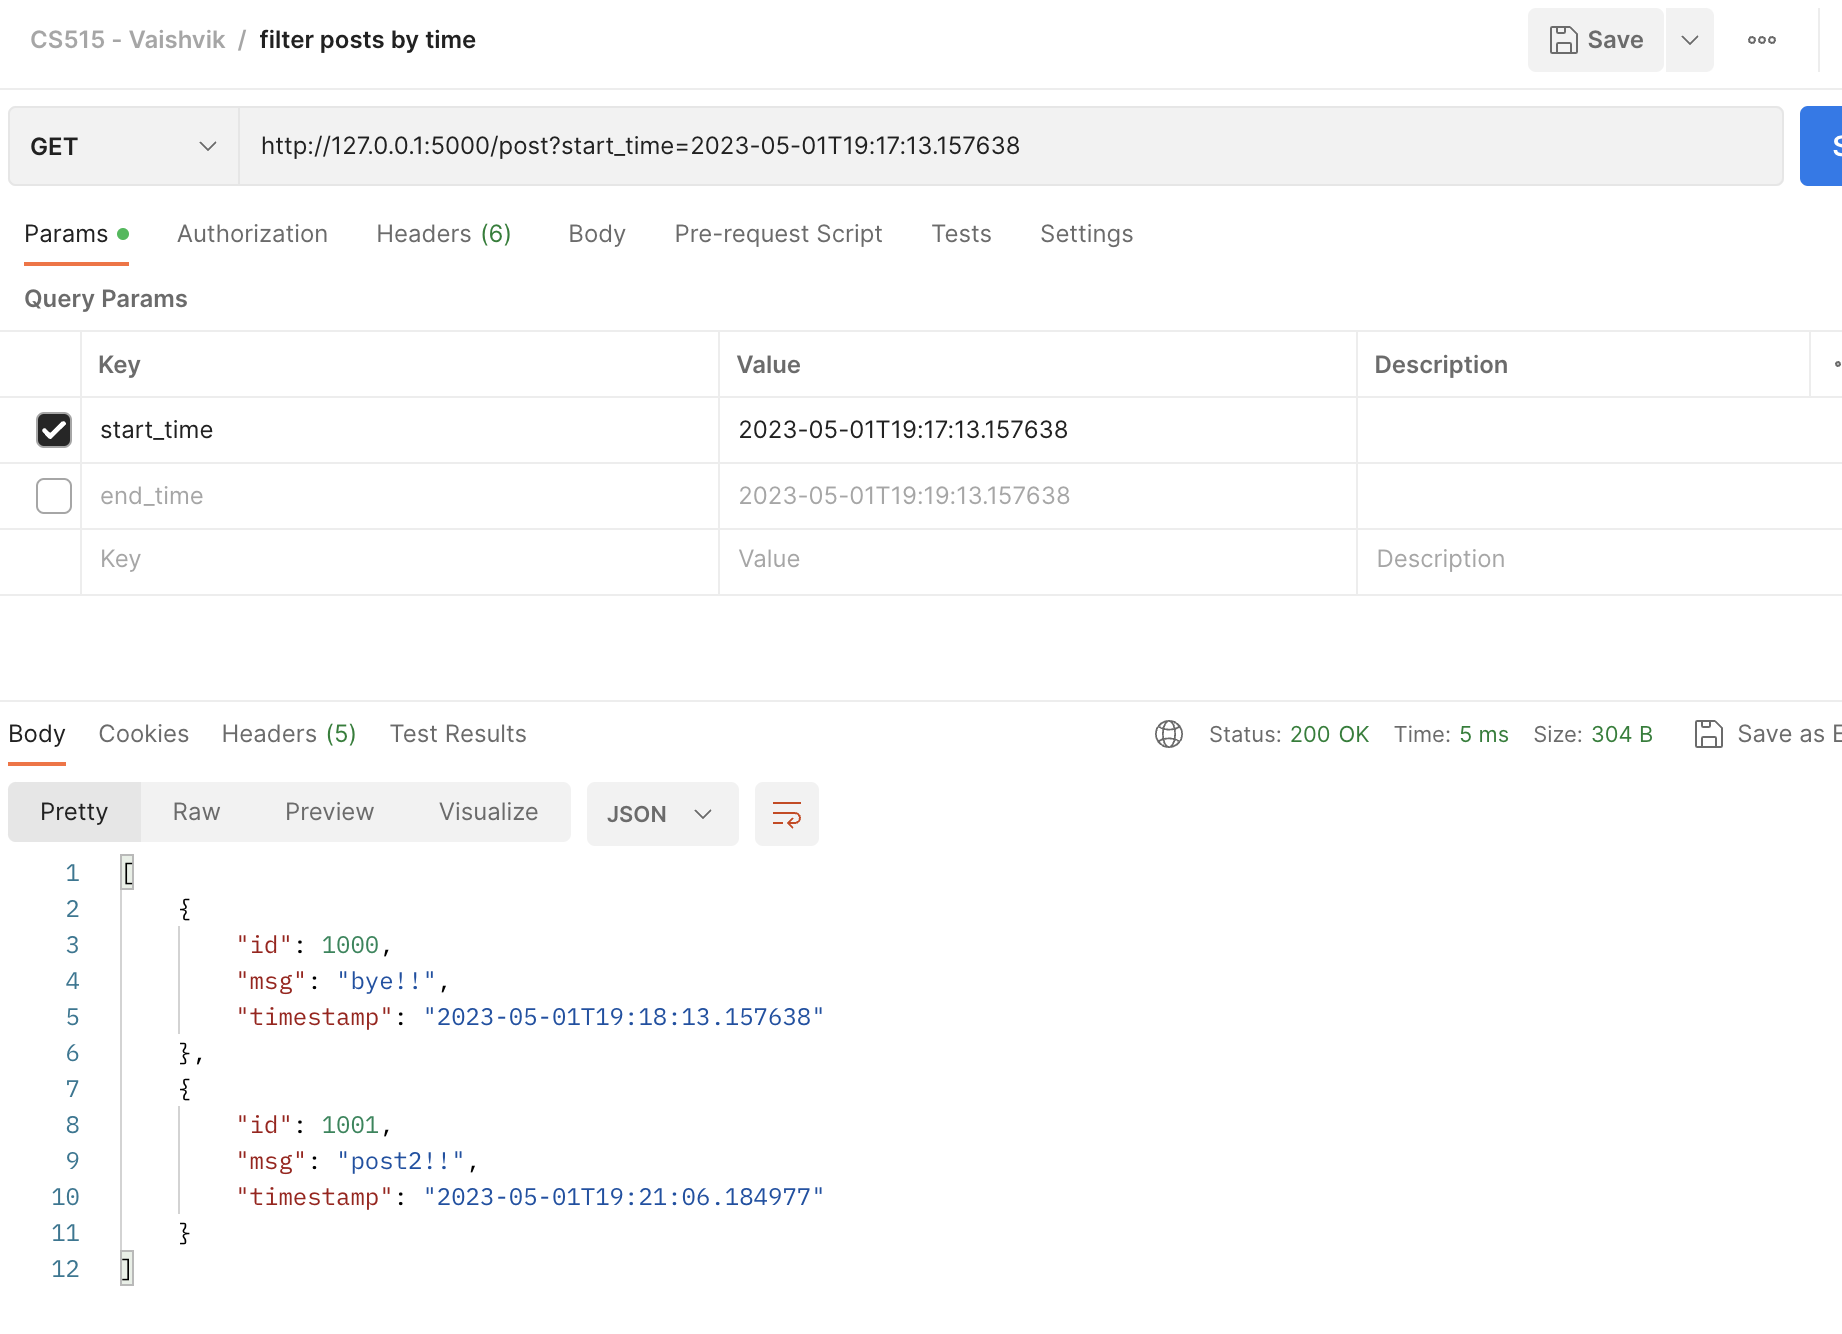 CS515 - Vaishvik / filter posts by time
Save
GET http://127.0.0.1:5000/post?start_time=2023-05-01T19:17:13.157638
Params Authorization Headers (6) Body Pre-request Script Tests Settings
Query Params
Key Value Description
start_time 2023-05-01T19:17:13.157638
end_time 2023-05-01T19:19:13.157638
Key Value Description
Body Cookies Headers (5) Test Results Status: 200 OK Time: 5 ms Size: 304 B Save as
Pretty Raw Preview Visualize JSON
1 [
2 {
3 "id": 1000,
4 "msg": "bye!!",
5 "timestamp": "2023-05-01T19:18:13.157638"
6 },
7 {
8 "id": 1001,
9 "msg": "post2!!",
10 "timestamp": "2023-05-01T19:21:06.184977"
11 }
12 ]